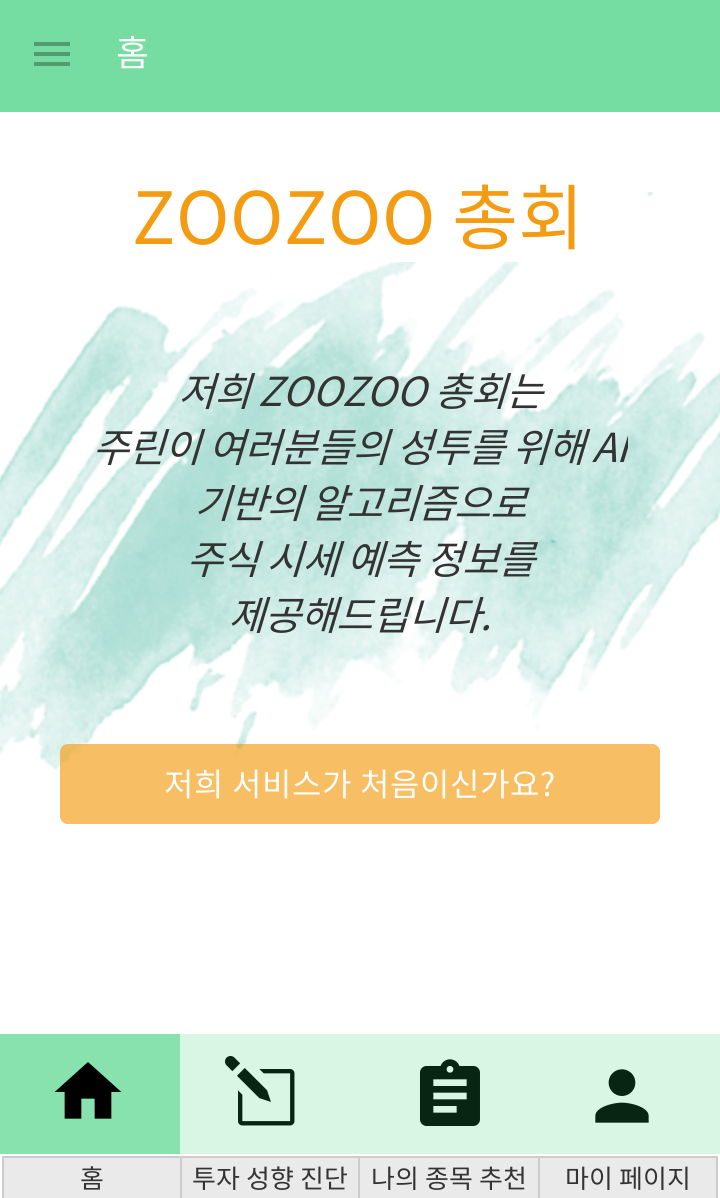 홈
ZOOZOO 총회
저희 ZOOZOO 총회는
주린이 여러분들의 성투를 위해 AI
기반의 알고리즘으로
주식 시세 예측 정보를
제공해드립니다.
저희 서비스가 처음이신가요?
홈 투자 성향 진단 나의 종목 추천 마이 페이지